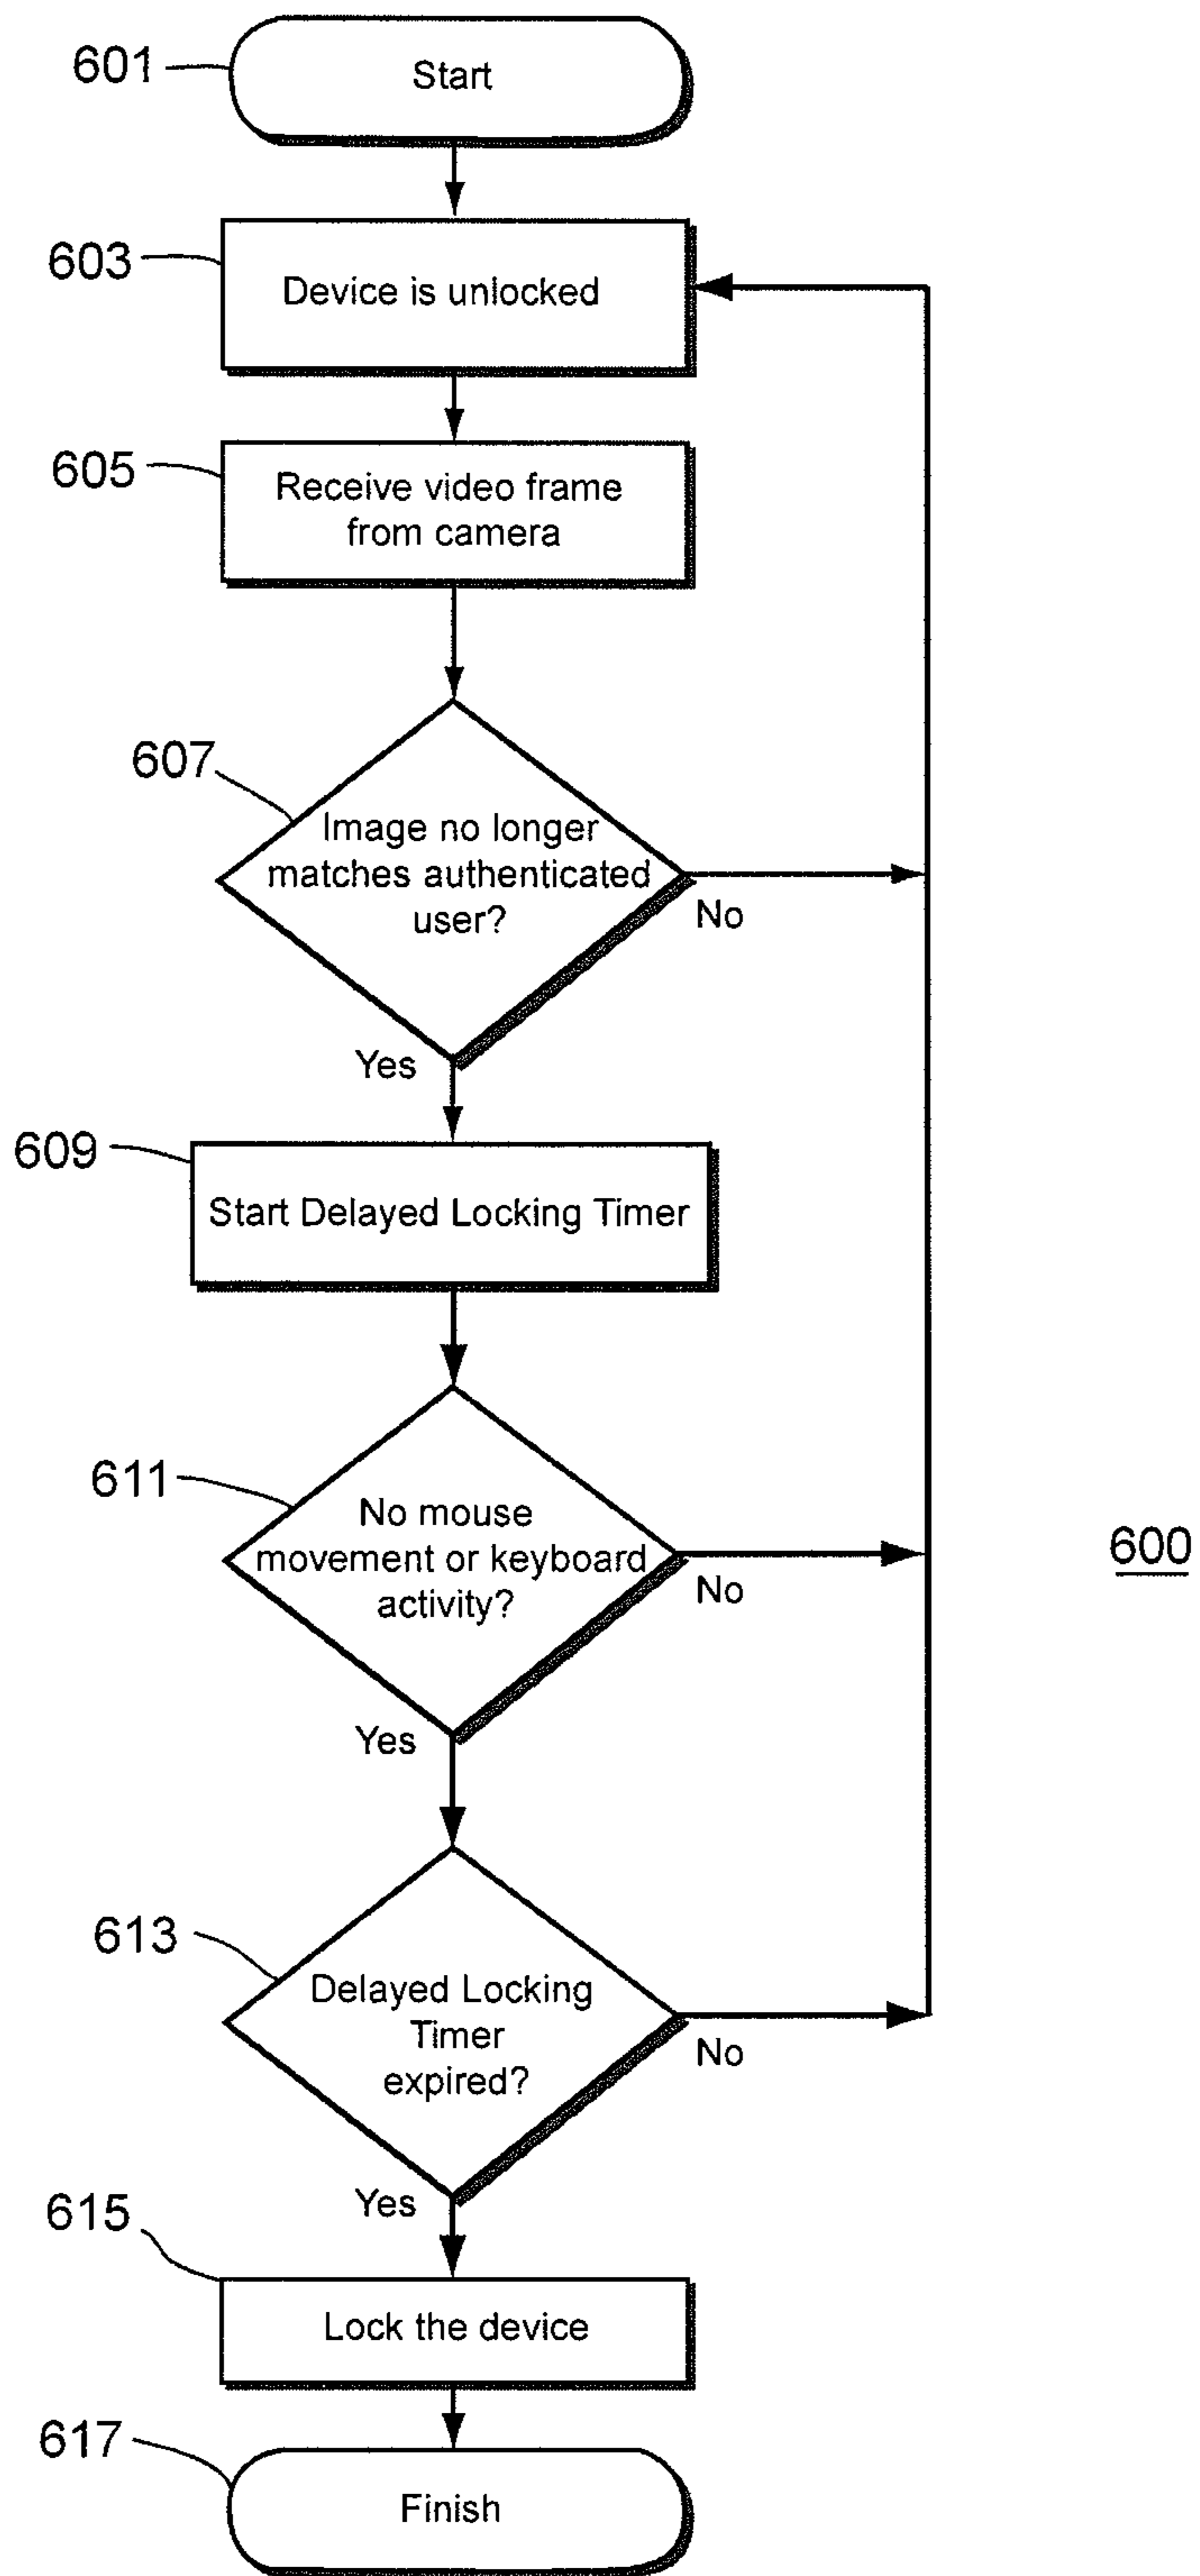 601
Start
603
Device is unlocked
605
Receive video frame
from camera
607
Image no longer
matches authenticated
user?
No
Yes
609
Start Delayed Locking Timer
611
No mouse
movement or keyboard
activity?
No
Yes
600
613
Delayed Locking
Timer
expired?
No
Yes
615
Lock the device
617
Finish